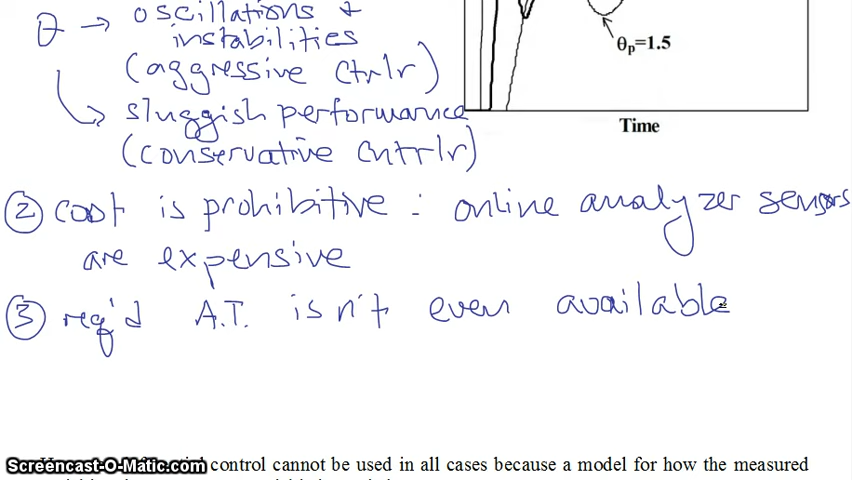 θ → oscillations +
instabilities
(aggressive ctrlr)
θp=1.5
↳ sluggish performance
(conservative cntrlr)
Time
② cost is prohibitive : online analyzer sensors
are expensive
③ req'd A.T. isn't even available
control cannot be used in all cases because a model for how the measured
Screencast-O-Matic.com